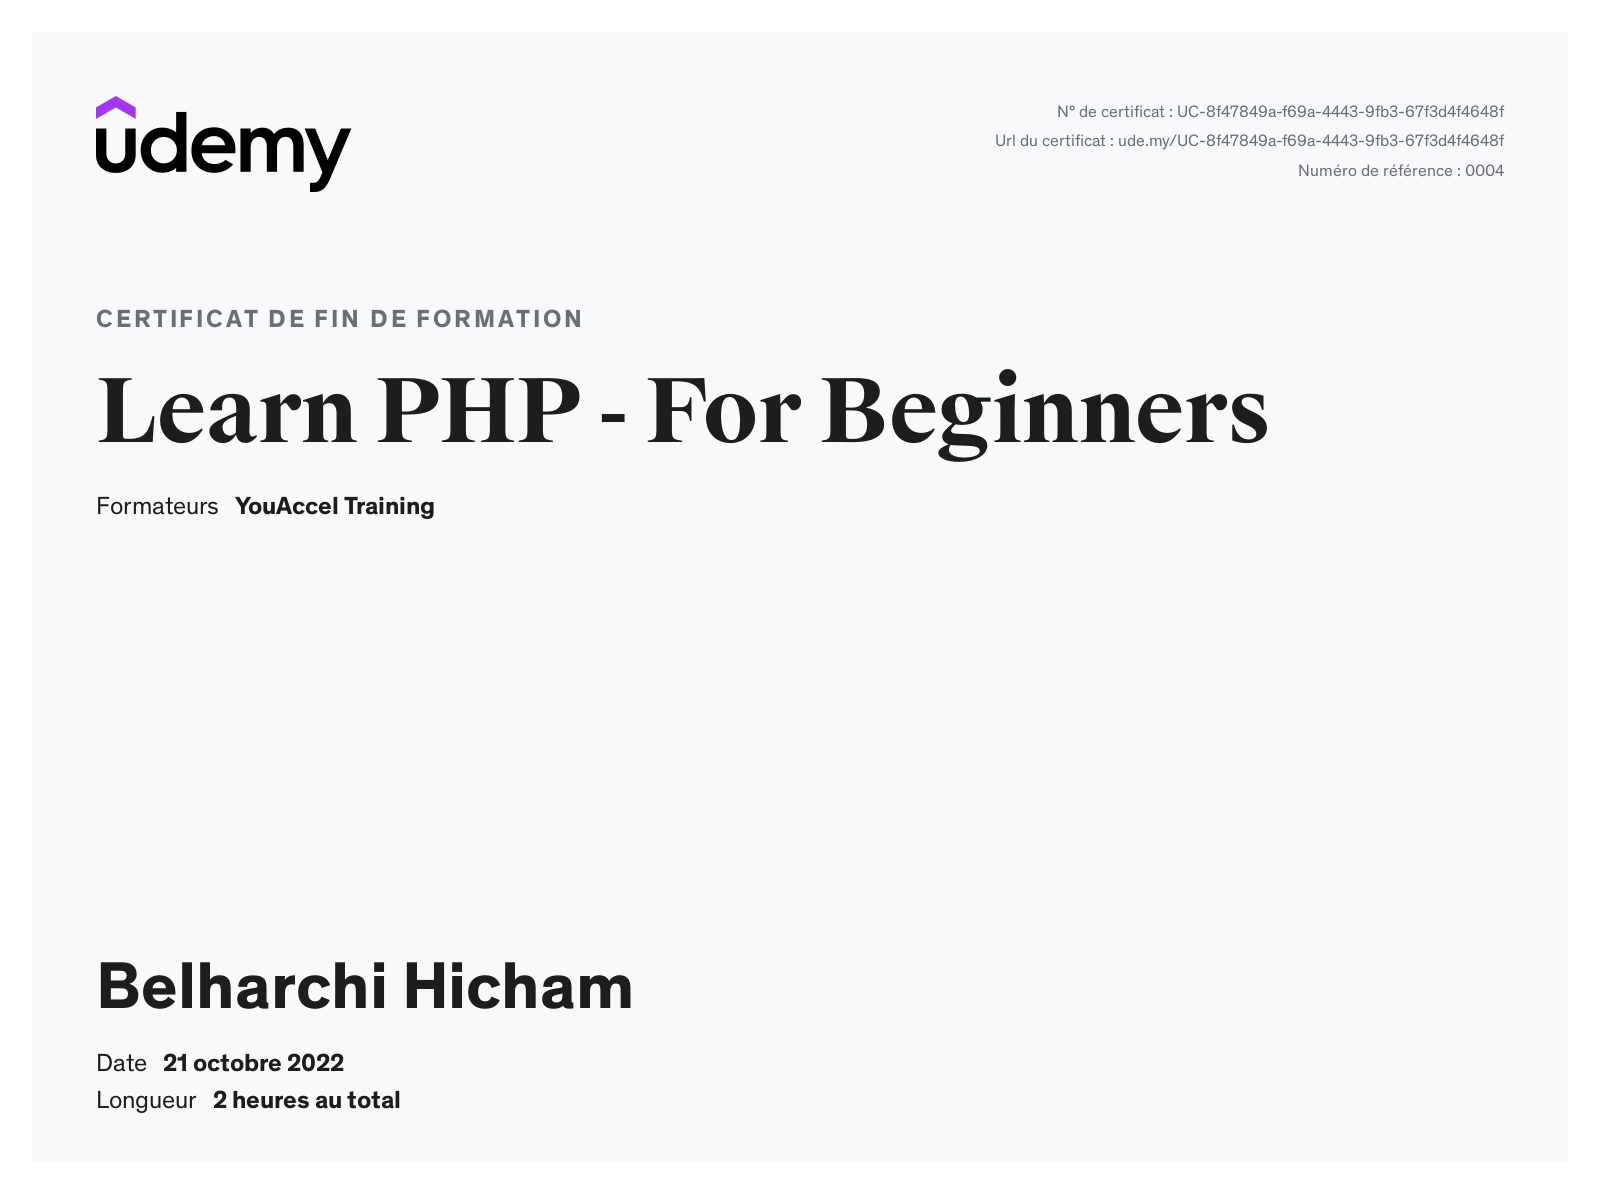 udemy
N° de certificat : UC-8f47849a-f69a-4443-9fb3-67f3d4f4648f
Url du certificat : ude.my/UC-8f47849a-f69a-4443-9fb3-67f3d4f4648f
Numéro de référence : 0004
CERTIFICAT DE FIN DE FORMATION
Learn PHP - For Beginners
Formateurs YouAccel Training
Belharchi Hicham
Date 21 octobre 2022
Longueur 2 heures au total